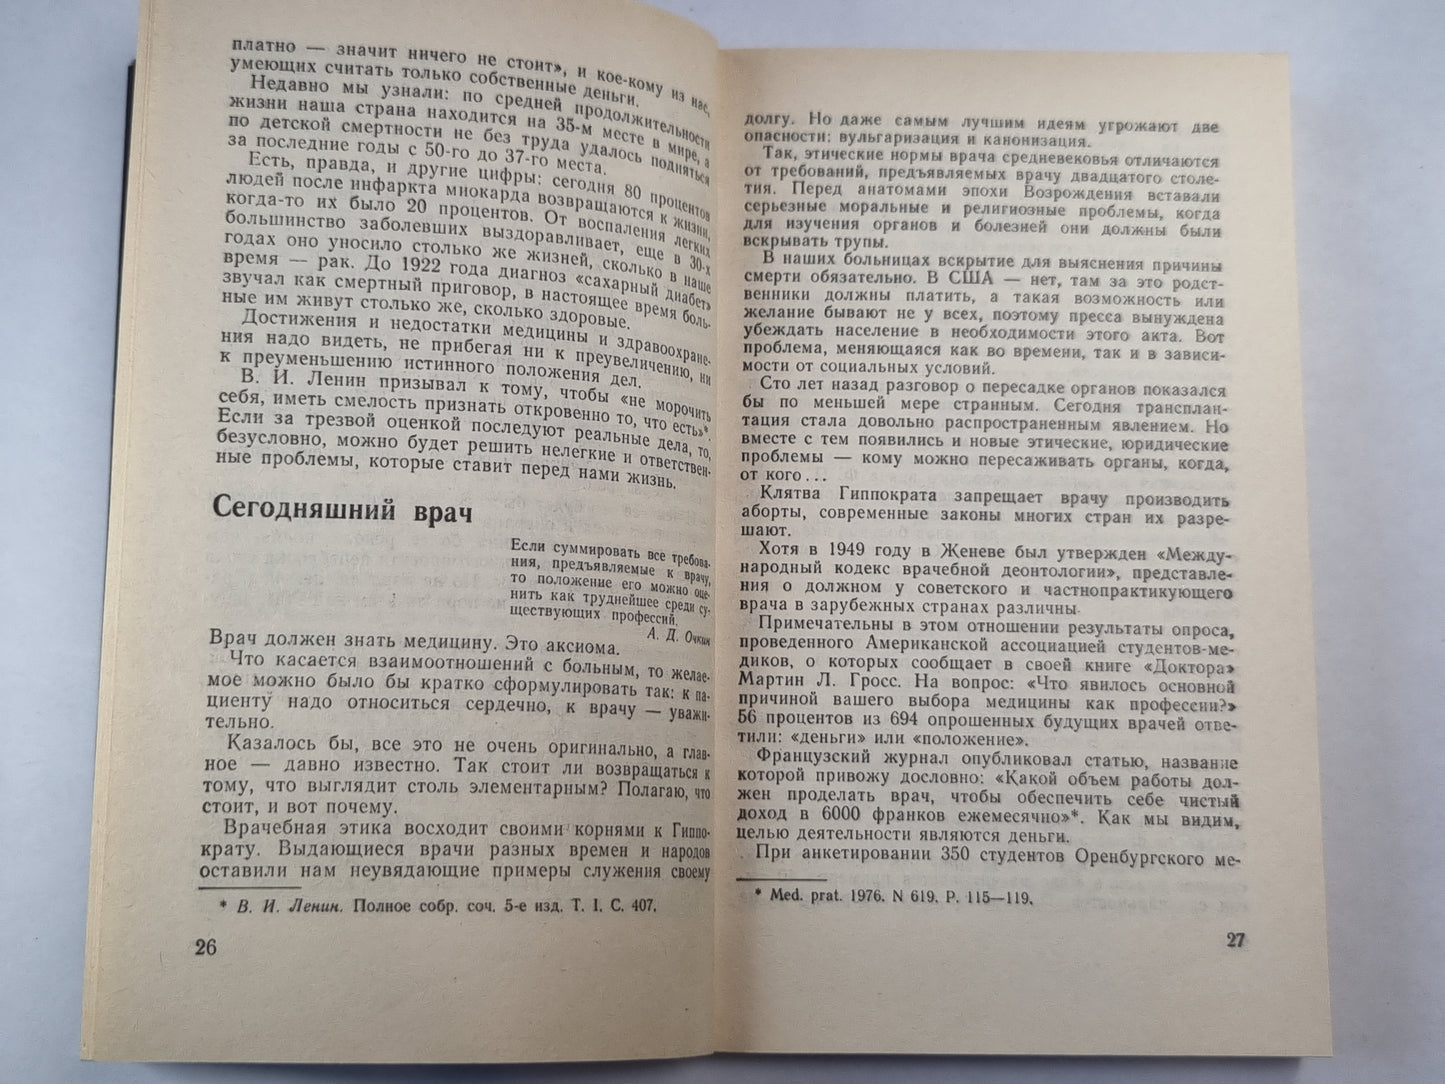 платно — значит ничего не стоит», и кое-кому из нас,
умеющих считать только собственные деньги.
Недавно мы узнали: по средней продолжительности
жизни наша страна находится на 35-м месте в мире, а
по детской смертности не без труда удалось подняться
за последние годы с 50-го до 37-го места.
Есть, правда, и другие цифры: сегодня 80 процентов
людей после инфаркта миокарда возвращаются к жизни,
когда-то их было 20 процентов. От воспаления легких
большинство заболевших выздоравливает, еще в 30-х
годах оно уносило столько же жизней, сколько в наше
время — рак. До 1922 года диагноз «сахарный диабет»
звучал как смертный приговор, в настоящее время боль-
ные им живут столько же, сколько здоровые.
Достижения и недостатки медицины и здравоохране-
ния надо видеть, не прибегая ни к преувеличению, ни
к преуменьшению истинного положения дел.
В. И. Ленин призывал к тому, чтобы «не морочить
себя, иметь смелость признать откровенно то, что есть»*.
Если за трезвой оценкой последуют реальные дела, то,
безусловно, можно будет решить нелегкие и ответствен-
ные проблемы, которые ставит перед нами жизнь.
Сегодняшний врач
Если суммировать все требова-
ния, предъявляемые к врачу,
то положение его можно оце-
нить как труднейшее среди су-
ществующих профессий.
А. Д. Очкин
Врач должен знать медицину. Это аксиома.
Что касается взаимоотношений с больным, то желае-
мое можно было бы кратко сформулировать так: к па-
циенту надо относиться сердечно, к врачу — уважи-
тельно.
Казалось бы, все это не очень оригинально, а глав-
ное — давно известно. Так стоит ли возвращаться к
тому, что выглядит столь элементарным? Полагаю, что
стоит, и вот почему.
Врачебная этика восходит своими корнями к Гиппо-
крату. Выдающиеся врачи разных времен и народов
оставили нам неувядающие примеры служения своему
* В. И. Ленин. Полное собр. соч. 5-е изд. Т. I. С. 407.
26
долгу. Но даже самым лучшим идеям угрожают две
опасности: вульгаризация и канонизация.
Так, этические нормы врача средневековья отличаются
от требований, предъявляемых врачу двадцатого столе-
тия. Перед анатомами эпохи Возрождения вставали
серьезные моральные и религиозные проблемы, когда
для изучения органов и болезней они должны были
вскрывать трупы.
В наших больницах вскрытие для выяснения причины
смерти обязательно. В США — нет, там за это родст-
венники должны платить, а такая возможность или
желание бывают не у всех, поэтому пресса вынуждена
убеждать население в необходимости этого акта. Вот
проблема, меняющаяся как во времени, так и в зависи-
мости от социальных условий.
Сто лет назад разговор о пересадке органов показался
бы по меньшей мере странным. Сегодня трансплан-
тация стала довольно распространенным явлением. Но
вместе с тем появились и новые этические, юридические
проблемы — кому можно пересаживать органы, когда,
от кого...
Клятва Гиппократа запрещает врачу производить
аборты, современные законы многих стран их разре-
шают.
Хотя в 1949 году в Женеве был утвержден «Между-
народный кодекс врачебной деонтологии», представле-
ния о должном у советского и частнопрактикующего
врача в зарубежных странах различны.
Примечательны в этом отношении результаты опроса,
проведенного Американской ассоциацией студентов-ме-
диков, о которых сообщает в своей книге «Доктора»
Мартин Л. Гросс. На вопрос: «Что явилось основной
причиной вашего выбора медицины как профессии?»
56 процентов из 694 опрошенных будущих врачей отве-
тили: «деньги» или «положение».
Французский журнал опубликовал статью, название
которой привожу дословно: «Какой объем работы дол-
жен проделать врач, чтобы обеспечить себе чистый
доход в 6000 франков ежемесячно»*. Как мы видим,
целью деятельности являются деньги.
При анкетировании 350 студентов Оренбургского ме-
* Med. prat. 1976. N 619. P. 115—119.
27